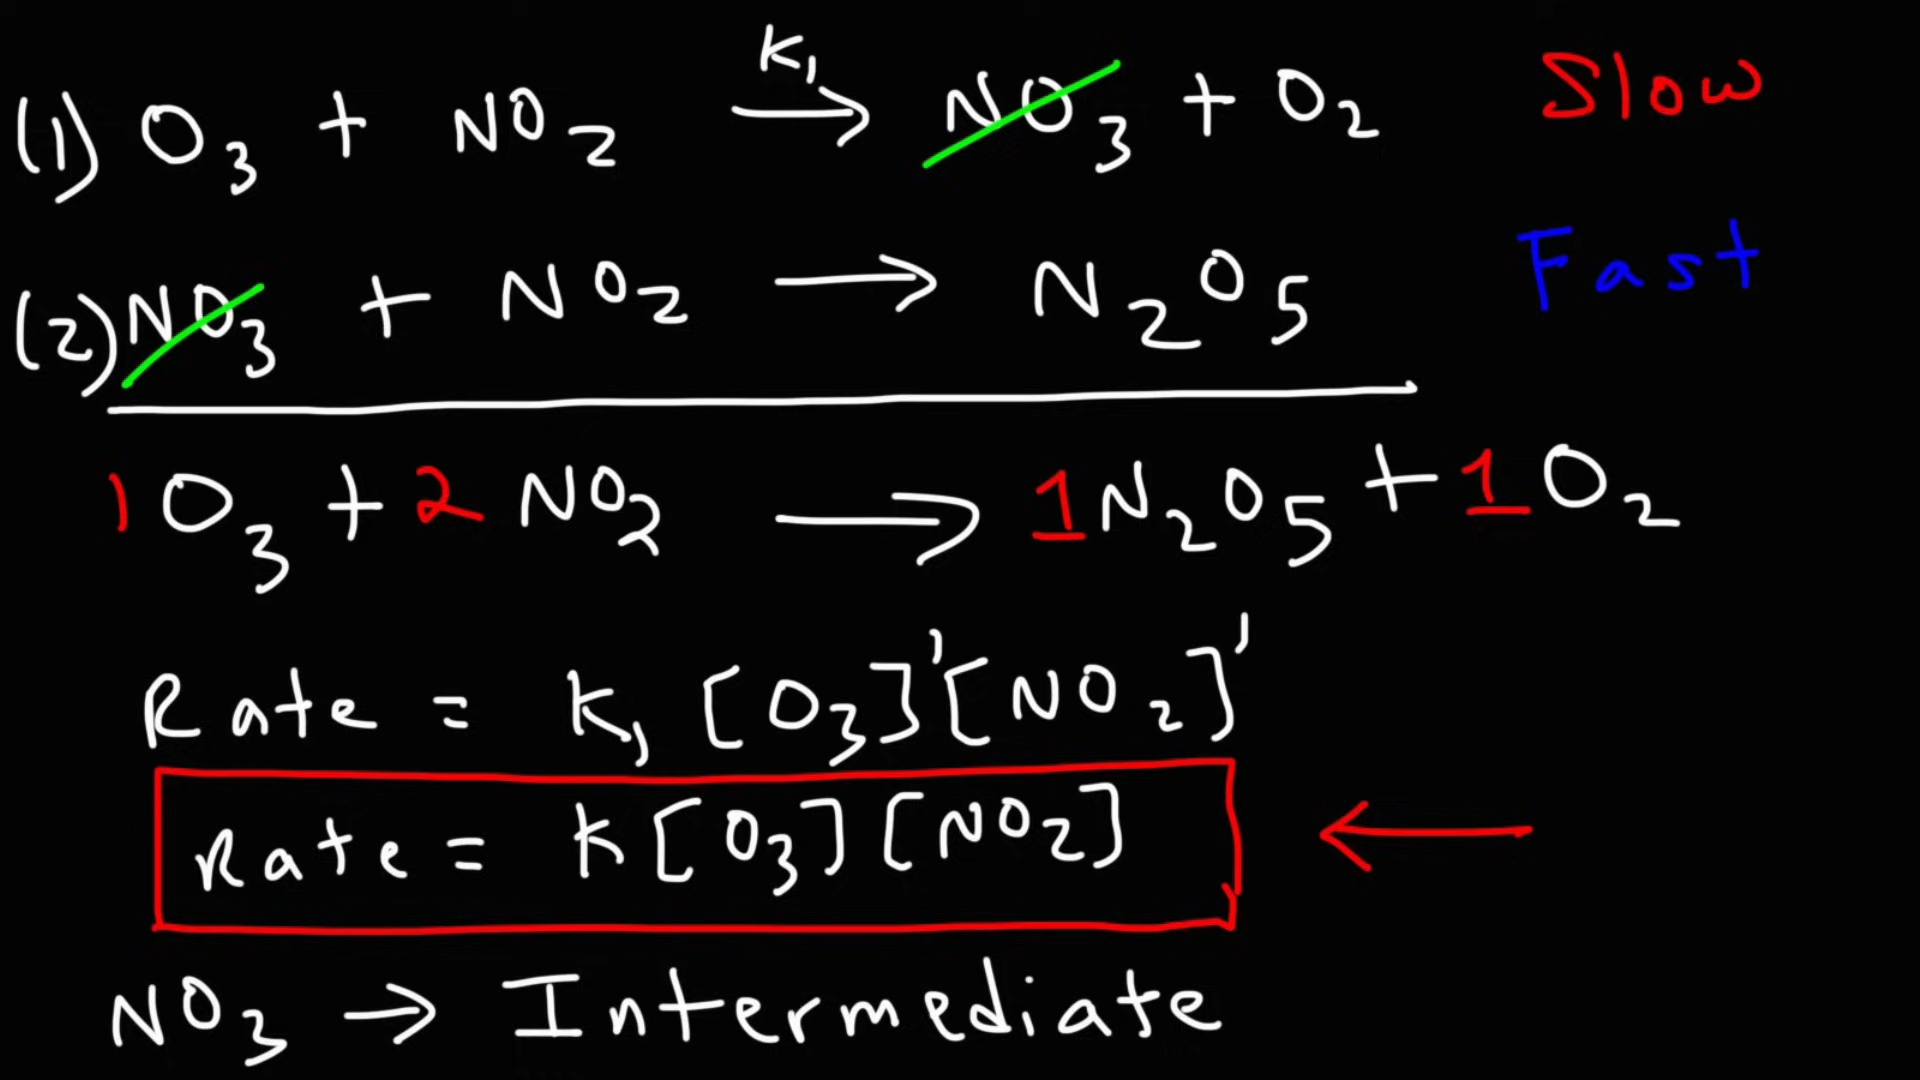 (1) O₃ + NO₂ →K₁ NO₃ + O₂ Slow
(2) NO₃ + NO₂ → N₂O₅ Fast
1 O₃ + 2 NO₂ → 1 N₂O₅ + 1 O₂
Rate = K₁ [O₃]¹ [NO₂]¹
Rate = K [O₃] [NO₂] ←
NO₃ → Intermediate